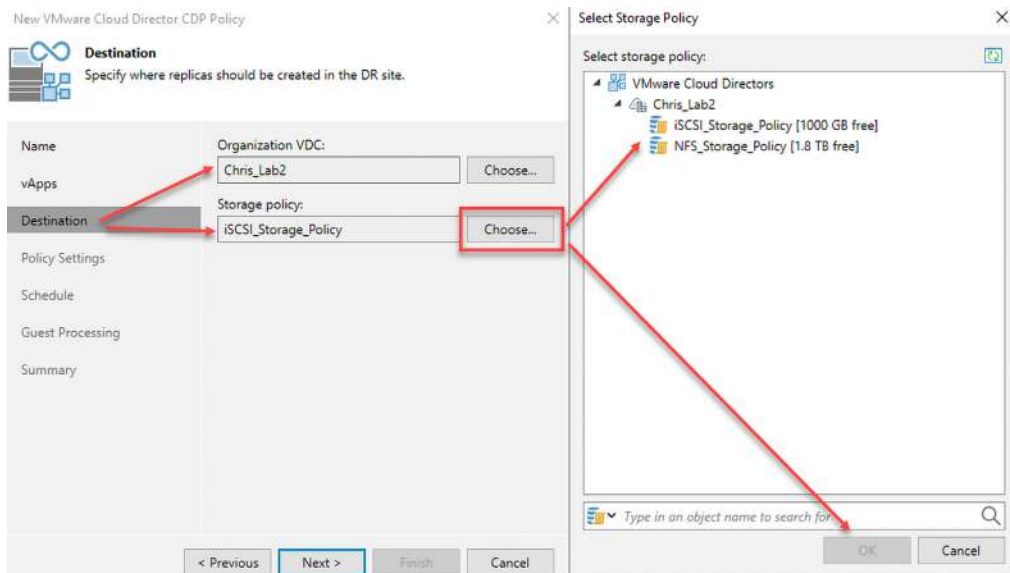 New VMware Cloud Director CDP Policy
Destination
Specify where replicas should be created in the DR site.
Name
vApps
Destination
Policy Settings
Schedule
Guest Processing
Summary
Organization VDC:
Chris_Lab2
Choose...
Storage policy:
iSCSI_Storage_Policy
Choose...
< Previous
Next >
Finish
Cancel
Select Storage Policy
Select storage policy:
VMware Cloud Directors
Chris_Lab2
iSCSI_Storage_Policy [1000 GB free]
NFS_Storage_Policy [1.8 TB free]
Type in an object name to search for
OK
Cancel